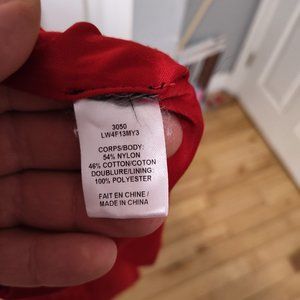 3050
LW4F13MY3
CORPS/BODY:
54% NYLON
46% COTTON/COTON
DOUBLURE/LINING:
100% POLYESTER
FAIT EN CHINE /
MADE IN CHINA